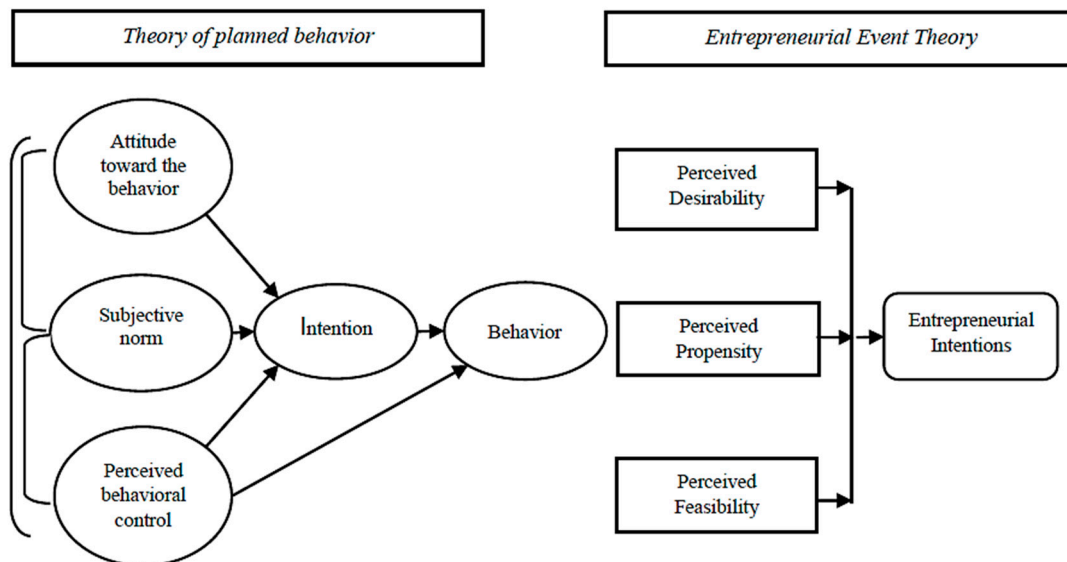 Theory of planned behavior
Entrepreneurial Event Theory
Attitude
toward the
behavior
Subjective
norm
Perceived
behavioral
control
Intention
Behavior
Perceived
Desirability
Perceived
Propensity
Perceived
Feasibility
Entrepreneurial
Intentions